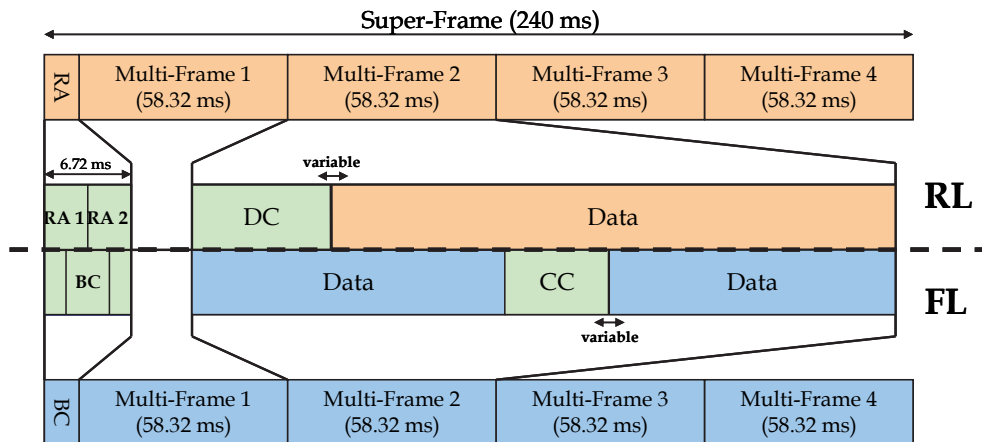 Super-Frame (240 ms)
RA
Multi-Frame 1
(58.32 ms)
Multi-Frame 2
(58.32 ms)
Multi-Frame 3
(58.32 ms)
Multi-Frame 4
(58.32 ms)
6.72 ms
variable
RA 1
RA 2
DC
Data
RL
BC
Data
CC
Data
FL
variable
BC
Multi-Frame 1
(58.32 ms)
Multi-Frame 2
(58.32 ms)
Multi-Frame 3
(58.32 ms)
Multi-Frame 4
(58.32 ms)